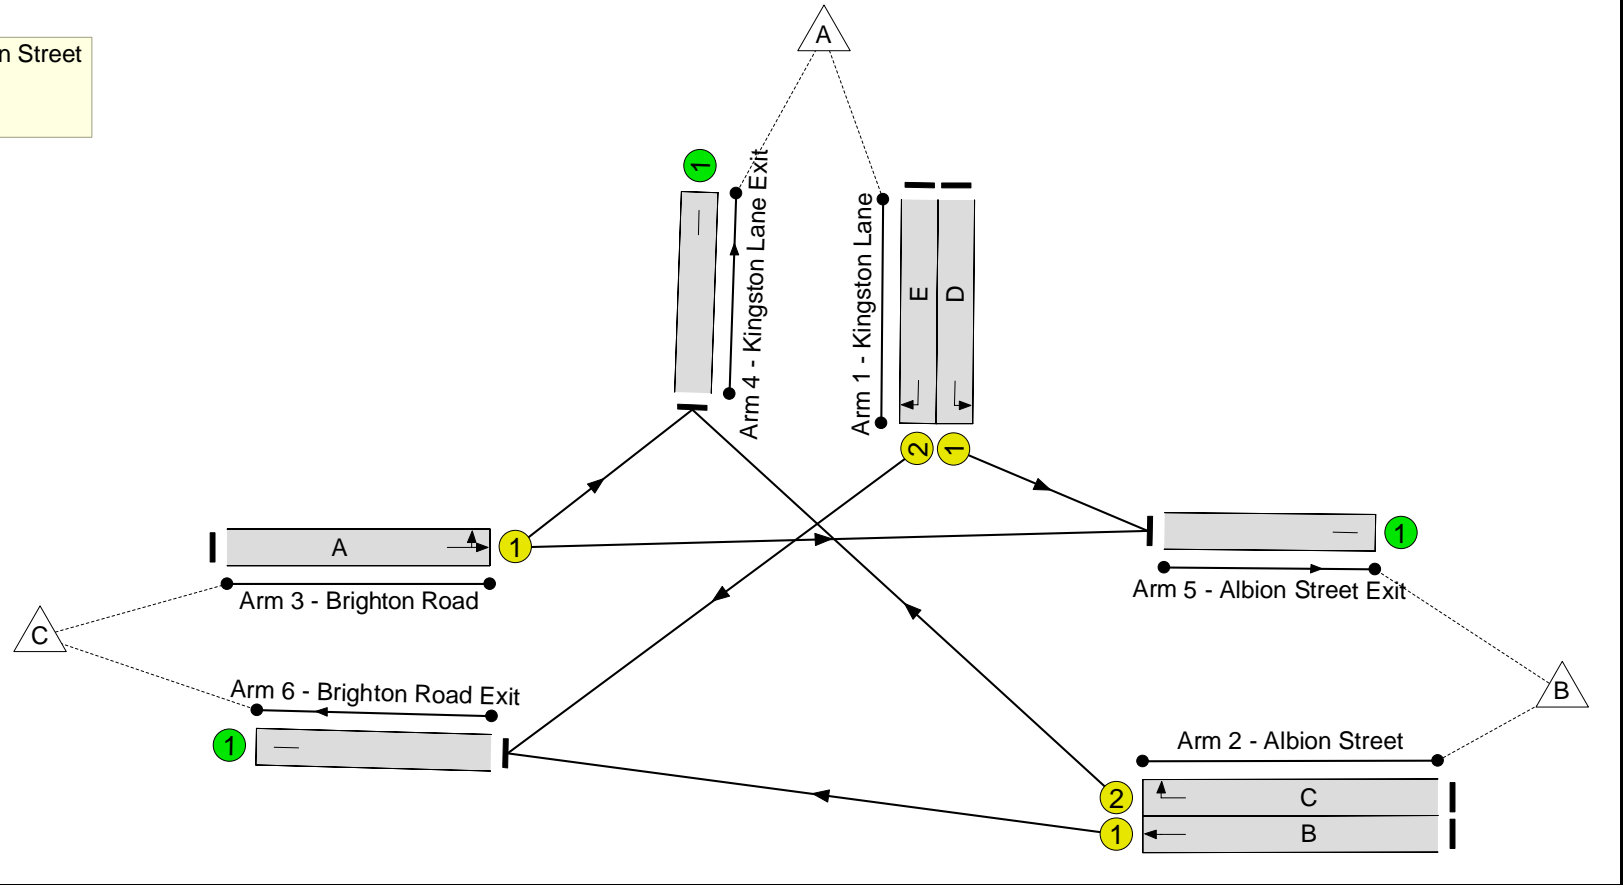 n Street
A
1
Arm 4 - Kingston Lane Exit
Arm 1 - Kingston Lane
E
D
2
1
A
1
Arm 3 - Brighton Road
1
Arm 5 - Albion Street Exit
C
B
Arm 6 - Brighton Road Exit
1
Arm 2 - Albion Street
2
C
1
B